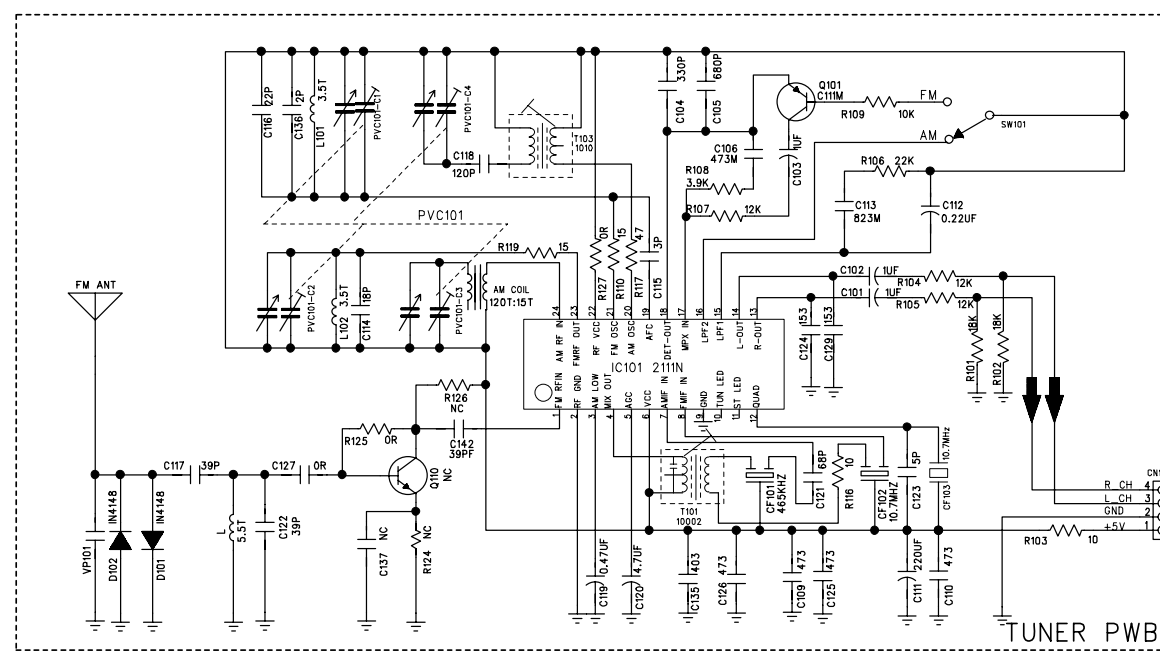 22P
C116
2P
C136
3.5T
L101
PVC101-C1
PVC101-C4
C118
120P
T103
1010
330P
C104
680P
C105
Q101
C111M
R109
10K
FM
AM
SW101
C106
473M
1UF
C103
R108
3.9K
R107
12K
R106
22K
C113
823M
C112
0.22UF
PVC101
R119
15
0R
R127
15
R110
47
R117
3P
C115
PVC101-C2
3.5T
L102
18P
C114
PVC101-C3
AM COIL
120T:15T
C102
1UF
R104
12K
C101
1UF
R105
12K
153
C124
153
C129
18K
R101
18K
R102
FM ANT
24
23
22
21
20
19
18
17
16
15
14
13
AM RF IN
FMRF OUT
RF VCC
FM OSC
AM OSC
AFC
DET-OUT
MPX IN
LPF2
LPF1
L-OUT
R-OUT
IC101 2111N
FM RFIN
RF GND
AM LOW
MIX OUT
AGC
VCC
AMIF IN
FMIF IN
GND
TUN LED
ST LED
QUAD
1
2
3
4
5
6
7
8
9
10
11
12
R126
NC
R125
0R
C142
39PF
Q110
NC
C117
39P
C127
0R
IN4148
IN4148
VP101
D102
D101
L
5.5T
C122
39P
C137
NC
R124
NC
T101
10002
CF101
465KHZ
68P
C121
10
R116
CF102
10.7MHZ
5P
C123
10.7MHz
CF103
CN1
R_CH 4
L_CH 3
GND 2
+5V 1
R103
10
0.47UF
C119
4.7UF
C120
403
C135
473
C126
473
C109
473
C125
220UF
C111
473
C110
TUNER PWB